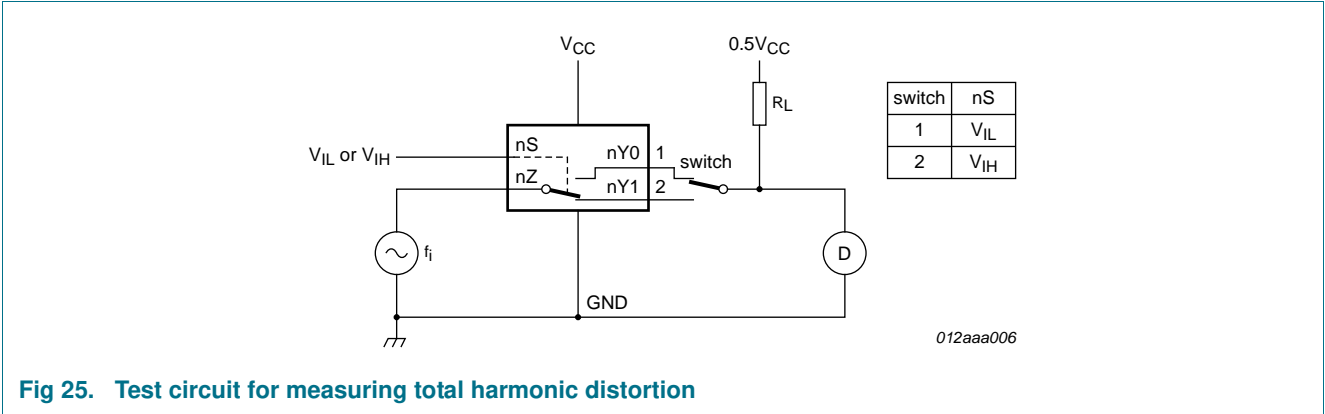 VCC
0.5VCC
RL
switch nS
1 VIL
2 VIH
VIL or VIH
nS
nY0 1
switch
nZ
nY1 2
fi
D
GND
012aaa006
Fig 25. Test circuit for measuring total harmonic distortion